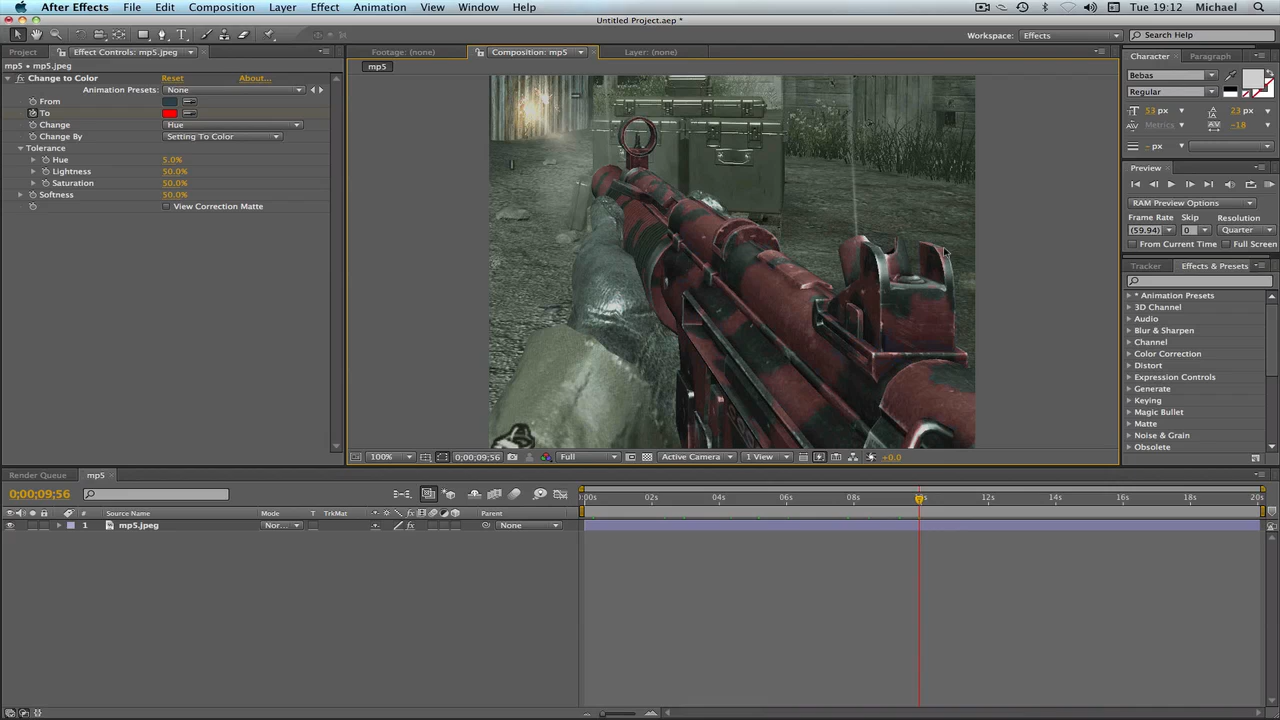 After Effects File Edit Composition Layer Effect Animation View Window Help Tue 19:12 Michael
Untitled Project.aep *
Workspace: Effects Search Help
Project Effect Controls: mp5.jpeg Footage: (none) Composition: mp5 Layer: (none) Character Paragraph
mp5 • mp5.jpeg mp5
fx Change to Color Reset About...
Animation Presets: None
From
To
Change Hue
Change By Setting To Color
Tolerance
Hue 5.0%
Lightness 50.0%
Saturation 50.0%
Softness 50.0%
View Correction Matte
Bebas
Regular
53 px 23 px
Metrics -18
- px
Preview
RAM Preview Options
Frame Rate Skip Resolution
(59.94) 0 Quarter
From Current Time Full Screen
Tracker Effects & Presets
* Animation Presets
3D Channel
Audio
Blur & Sharpen
Channel
Color Correction
Distort
Expression Controls
Generate
Keying
Magic Bullet
Matte
Noise & Grain
Obsolete
100% 0;00;09;56 Full Active Camera 1 View +0.0
Render Queue mp5
0;00;09;56
:00s 02s 04s 06s 08s 12s 14s 16s 18s 20s
# Source Name Mode T TrkMat Parent
1 mp5.jpeg Nor... fx None